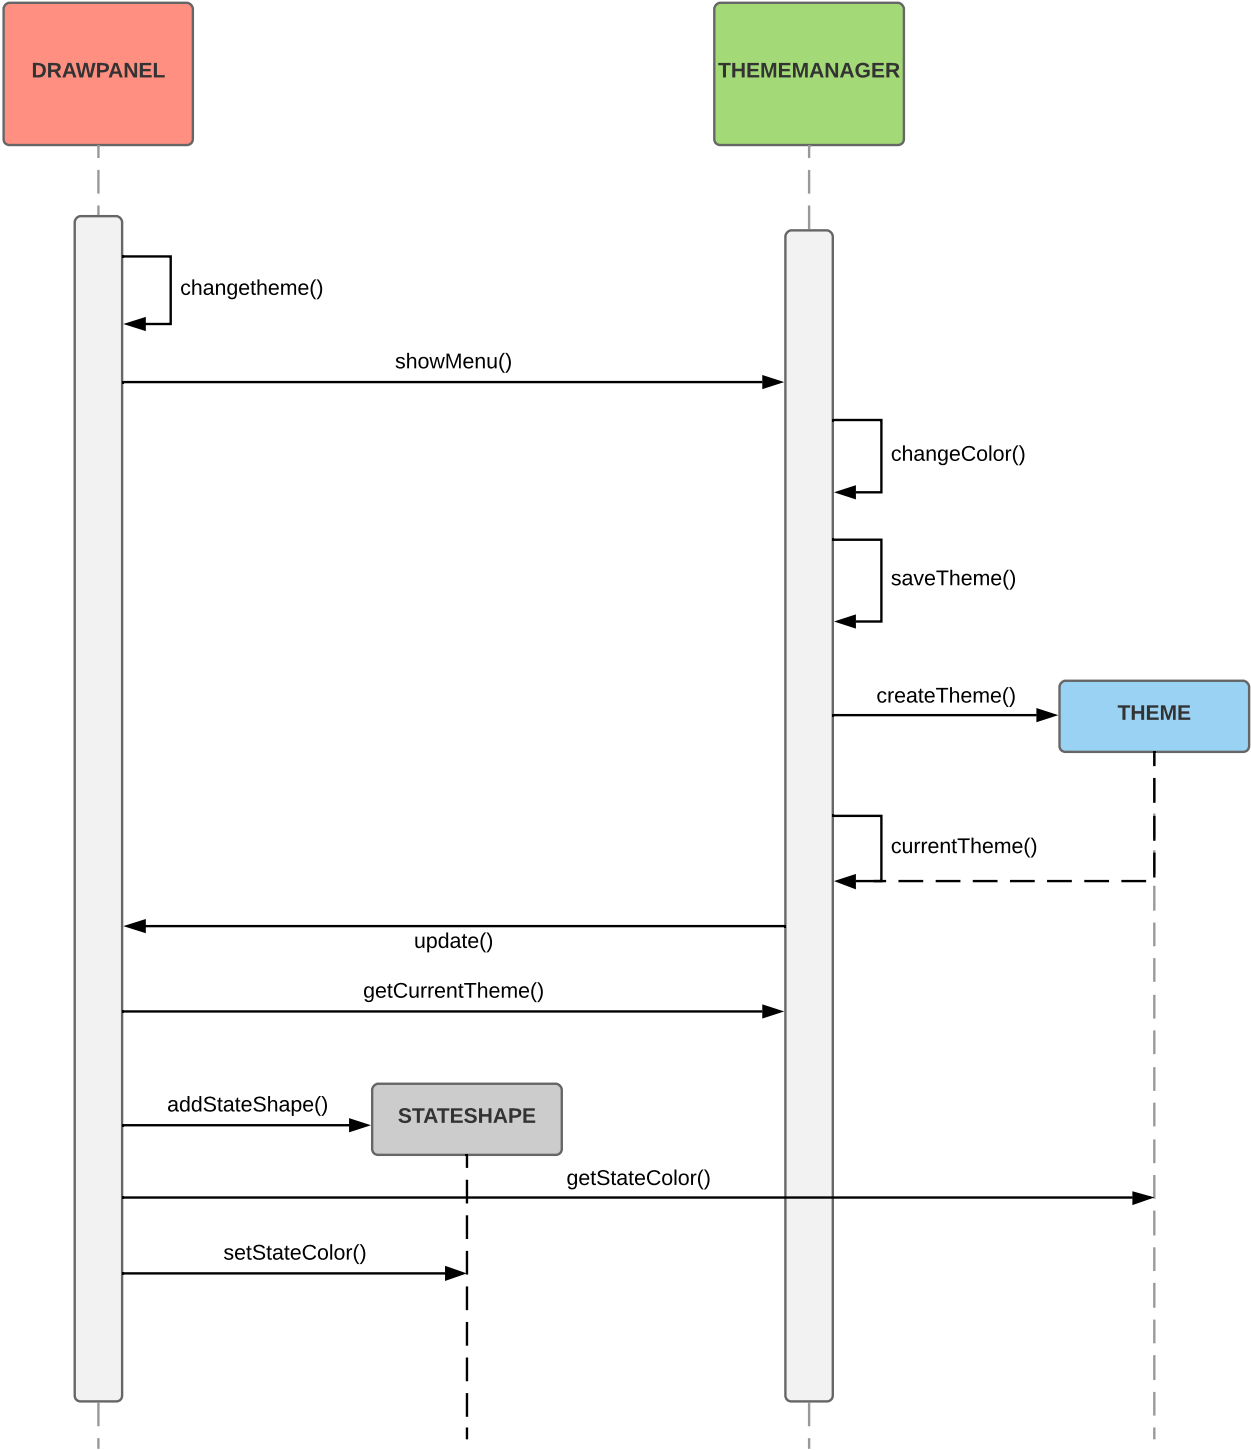 DRAWPANEL
THEMEMANAGER
changetheme()
showMenu()
changeColor()
saveTheme()
createTheme()
THEME
currentTheme()
update()
getCurrentTheme()
addStateShape()
STATESHAPE
getStateColor()
setStateColor()